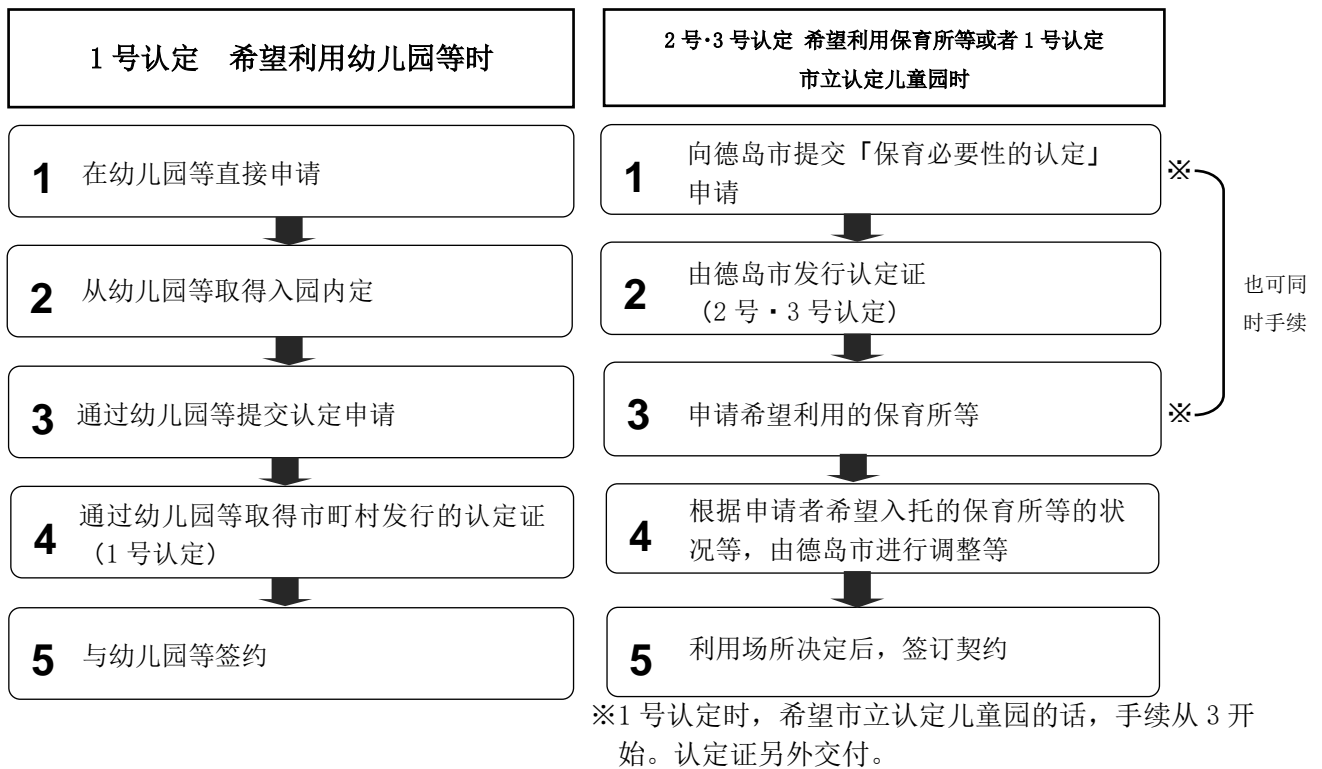 1号认定　希望利用幼儿园等时
1 在幼儿园等直接申请
2 从幼儿园等取得入园内定
3 通过幼儿园等提交认定申请
4 通过幼儿园等取得市町村发行的认定证
（1号认定）
5 与幼儿园等签约
2号･3号认定 希望利用保育所等或者1号认定
市立认定儿童园时
1 向德岛市提交「保育必要性的认定」
申请
※
2 由德岛市发行认定证
（2号・3号认定）
也可同
时手续
3 申请希望利用的保育所等
※
4 根据申请者希望入托的保育所等的状
况等，由德岛市进行调整等
5 利用场所决定后，签订契约
※1号认定时，希望市立认定儿童园的话，手续从3开
始。认定证另外交付。